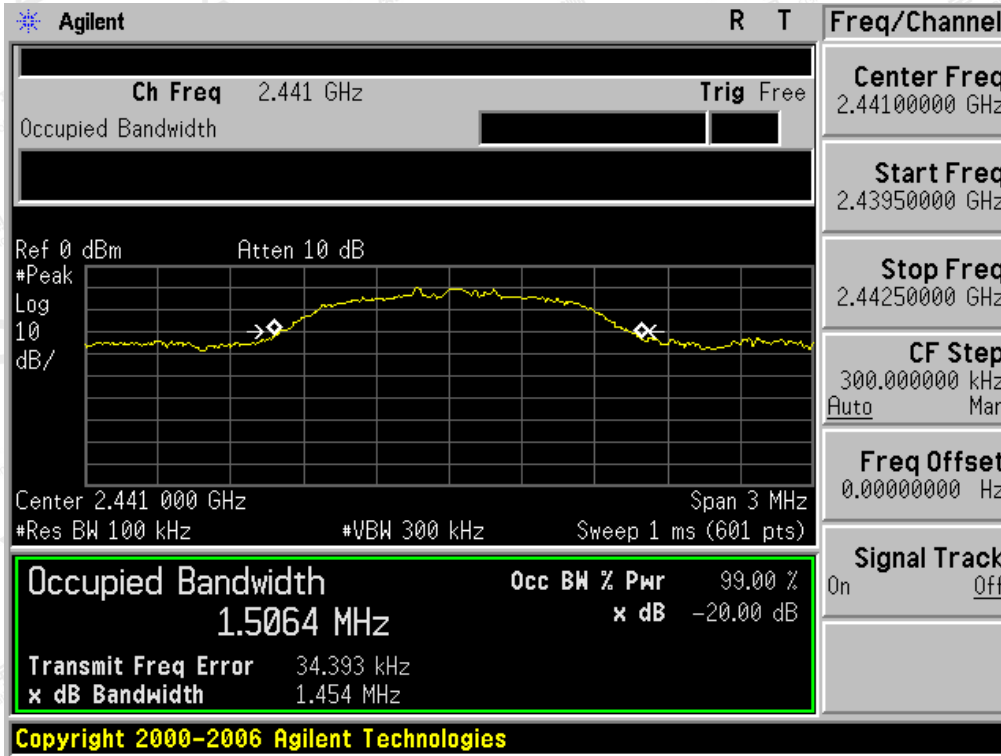 Agilent R T
Ch Freq 2.441 GHz Trig Free
Occupied Bandwidth
Ref 0 dBm Atten 10 dB
#Peak
Log
10
dB/
Center 2.441 000 GHz Span 3 MHz
#Res BW 100 kHz #VBW 300 kHz Sweep 1 ms (601 pts)
Occupied Bandwidth
1.5064 MHz
Occ BW % Pwr 99.00 %
x dB -20.00 dB
Transmit Freq Error 34.393 kHz
x dB Bandwidth 1.454 MHz
Copyright 2000-2006 Agilent Technologies
Freq/Channel
Center Freq
2.44100000 GHz
Start Freq
2.43950000 GHz
Stop Freq
2.44250000 GHz
CF Step
300.000000 kHz
Auto Man
Freq Offset
0.00000000 Hz
Signal Track
On Off